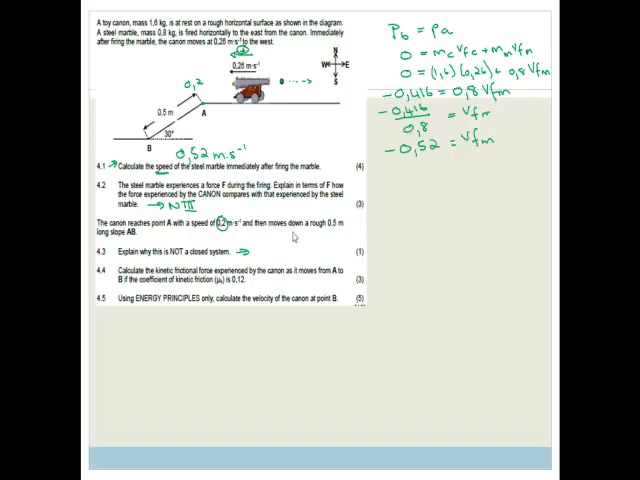 A toy canon, mass 1,6 kg, is at rest on a rough horizontal surface as shown in the diagram.
A steel marble, mass 0,8 kg, is fired horizontally to the east from the canon. Immediately
after firing the marble, the canon moves at 0,26 m·s⁻¹ to the west.
+
0,26 m·s⁻¹
N
W E
S
0,2
0,5 m
A
30°
B
0,52 m.s⁻¹
4.1 Calculate the speed of the steel marble immediately after firing the marble. (4)
4.2 The steel marble experiences a force F during the firing. Explain in terms of F how
the force experienced by the CANON compares with that experienced by the steel
marble. → N III (3)
The canon reaches point A with a speed of 0,2 m·s⁻¹ and then moves down a rough 0,5 m
long slope AB.
4.3 Explain why this is NOT a closed system. → (1)
4.4 Calculate the kinetic frictional force experienced by the canon as it moves from A to
B if the coefficient of kinetic friction (μₖ) is 0,12. (3)
4.5 Using ENERGY PRINCIPLES only, calculate the velocity of the canon at point B. (5)
Pb = Pa
0 = mc vfc + mm vfm
0 = (1,6)(0,26) + 0,8 vfm
-0,416 = 0,8 vfm
-0,416 / 0,8 = vfm
-0,52 = vfm